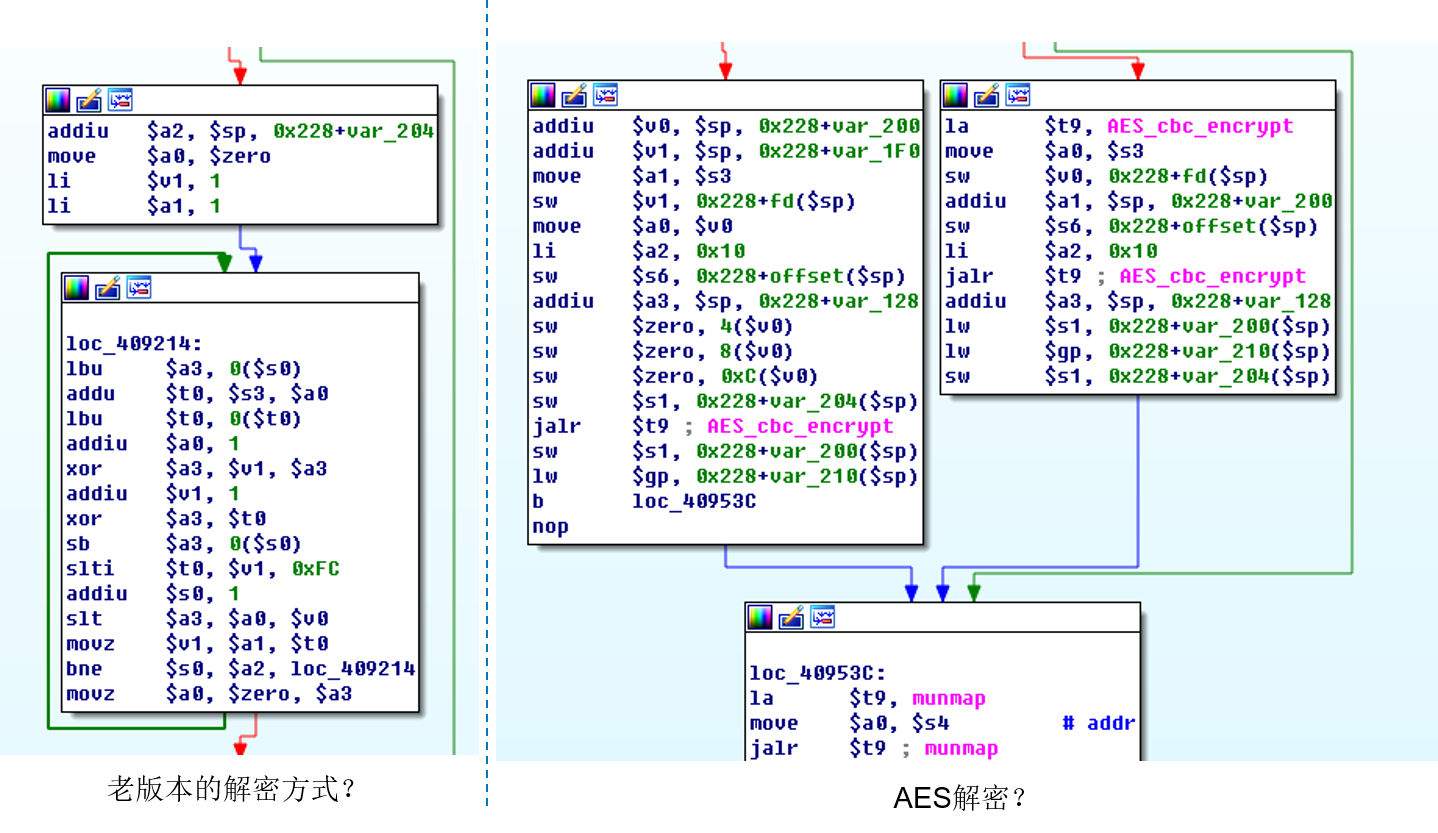 addiu $a2, $sp, 0x228+var_204
move $a0, $zero
li $v1, 1
li $a1, 1
loc_409214:
lbu $a3, 0($s0)
addu $t0, $s3, $a0
lbu $t0, 0($t0)
addiu $a0, 1
xor $a3, $v1, $a3
addiu $v1, 1
xor $a3, $t0
sb $a3, 0($s0)
slti $t0, $v1, 0xFC
addiu $s0, 1
slt $a3, $a0, $v0
movz $v1, $a1, $t0
bne $s0, $a2, loc_409214
movz $a0, $zero, $a3
老版本的解密方式？
addiu $v0, $sp, 0x228+var_200
addiu $v1, $sp, 0x228+var_1F0
move $a1, $s3
sw $v1, 0x228+fd($sp)
move $a0, $v0
li $a2, 0x10
sw $s6, 0x228+offset($sp)
addiu $a3, $sp, 0x228+var_128
sw $zero, 4($v0)
sw $zero, 8($v0)
sw $zero, 0xC($v0)
sw $s1, 0x228+var_204($sp)
jalr $t9 ; AES_cbc_encrypt
sw $s1, 0x228+var_200($sp)
lw $gp, 0x228+var_210($sp)
b loc_40953C
nop
la $t9, AES_cbc_encrypt
move $a0, $s3
sw $v0, 0x228+fd($sp)
addiu $a1, $sp, 0x228+var_200
sw $s6, 0x228+offset($sp)
li $a2, 0x10
jalr $t9 ; AES_cbc_encrypt
addiu $a3, $sp, 0x228+var_128
lw $s1, 0x228+var_200($sp)
lw $gp, 0x228+var_210($sp)
sw $s1, 0x228+var_204($sp)
loc_40953C:
la $t9, munmap
move $a0, $s4 # addr
jalr $t9 ; munmap
AES解密？